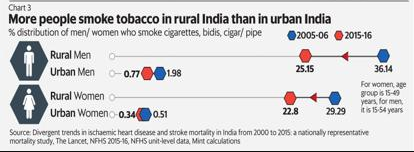 Chart 3
More people smoke tobacco in rural India than in urban India
% distribution of men/ women who smoke cigarettes, bidis, cigar/ pipe 2005-06 2015-16
Rural Men
25.15 36.14
Urban Men 0.77 1.98
Rural Women
22.8 29.29
Urban Women 0.34 0.51
For women, age
group is 15-49
years, for men,
it is 15-54 years
Source: Divergent trends in ischaemic heart disease and stroke mortality in India from 2000 to 2015: a nationally representative
mortality study, The Lancet, NFHS 2015-16, NFHS unit-level data, Mint calculations